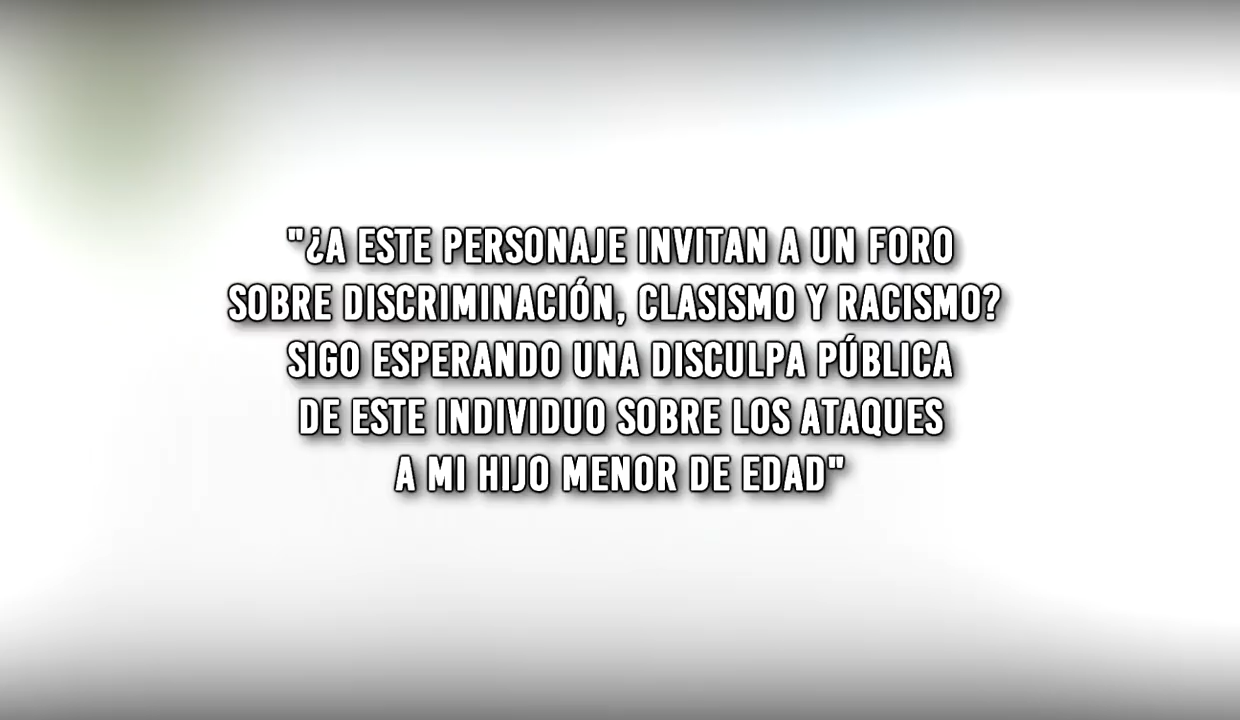 "¿A ESTE PERSONAJE INVITAN A UN FORO
SOBRE DISCRIMINACIÓN, CLASISMO Y RACISMO?
SIGO ESPERANDO UNA DISCULPA PÚBLICA
DE ESTE INDIVIDUO SOBRE LOS ATAQUES
A MI HIJO MENOR DE EDAD"